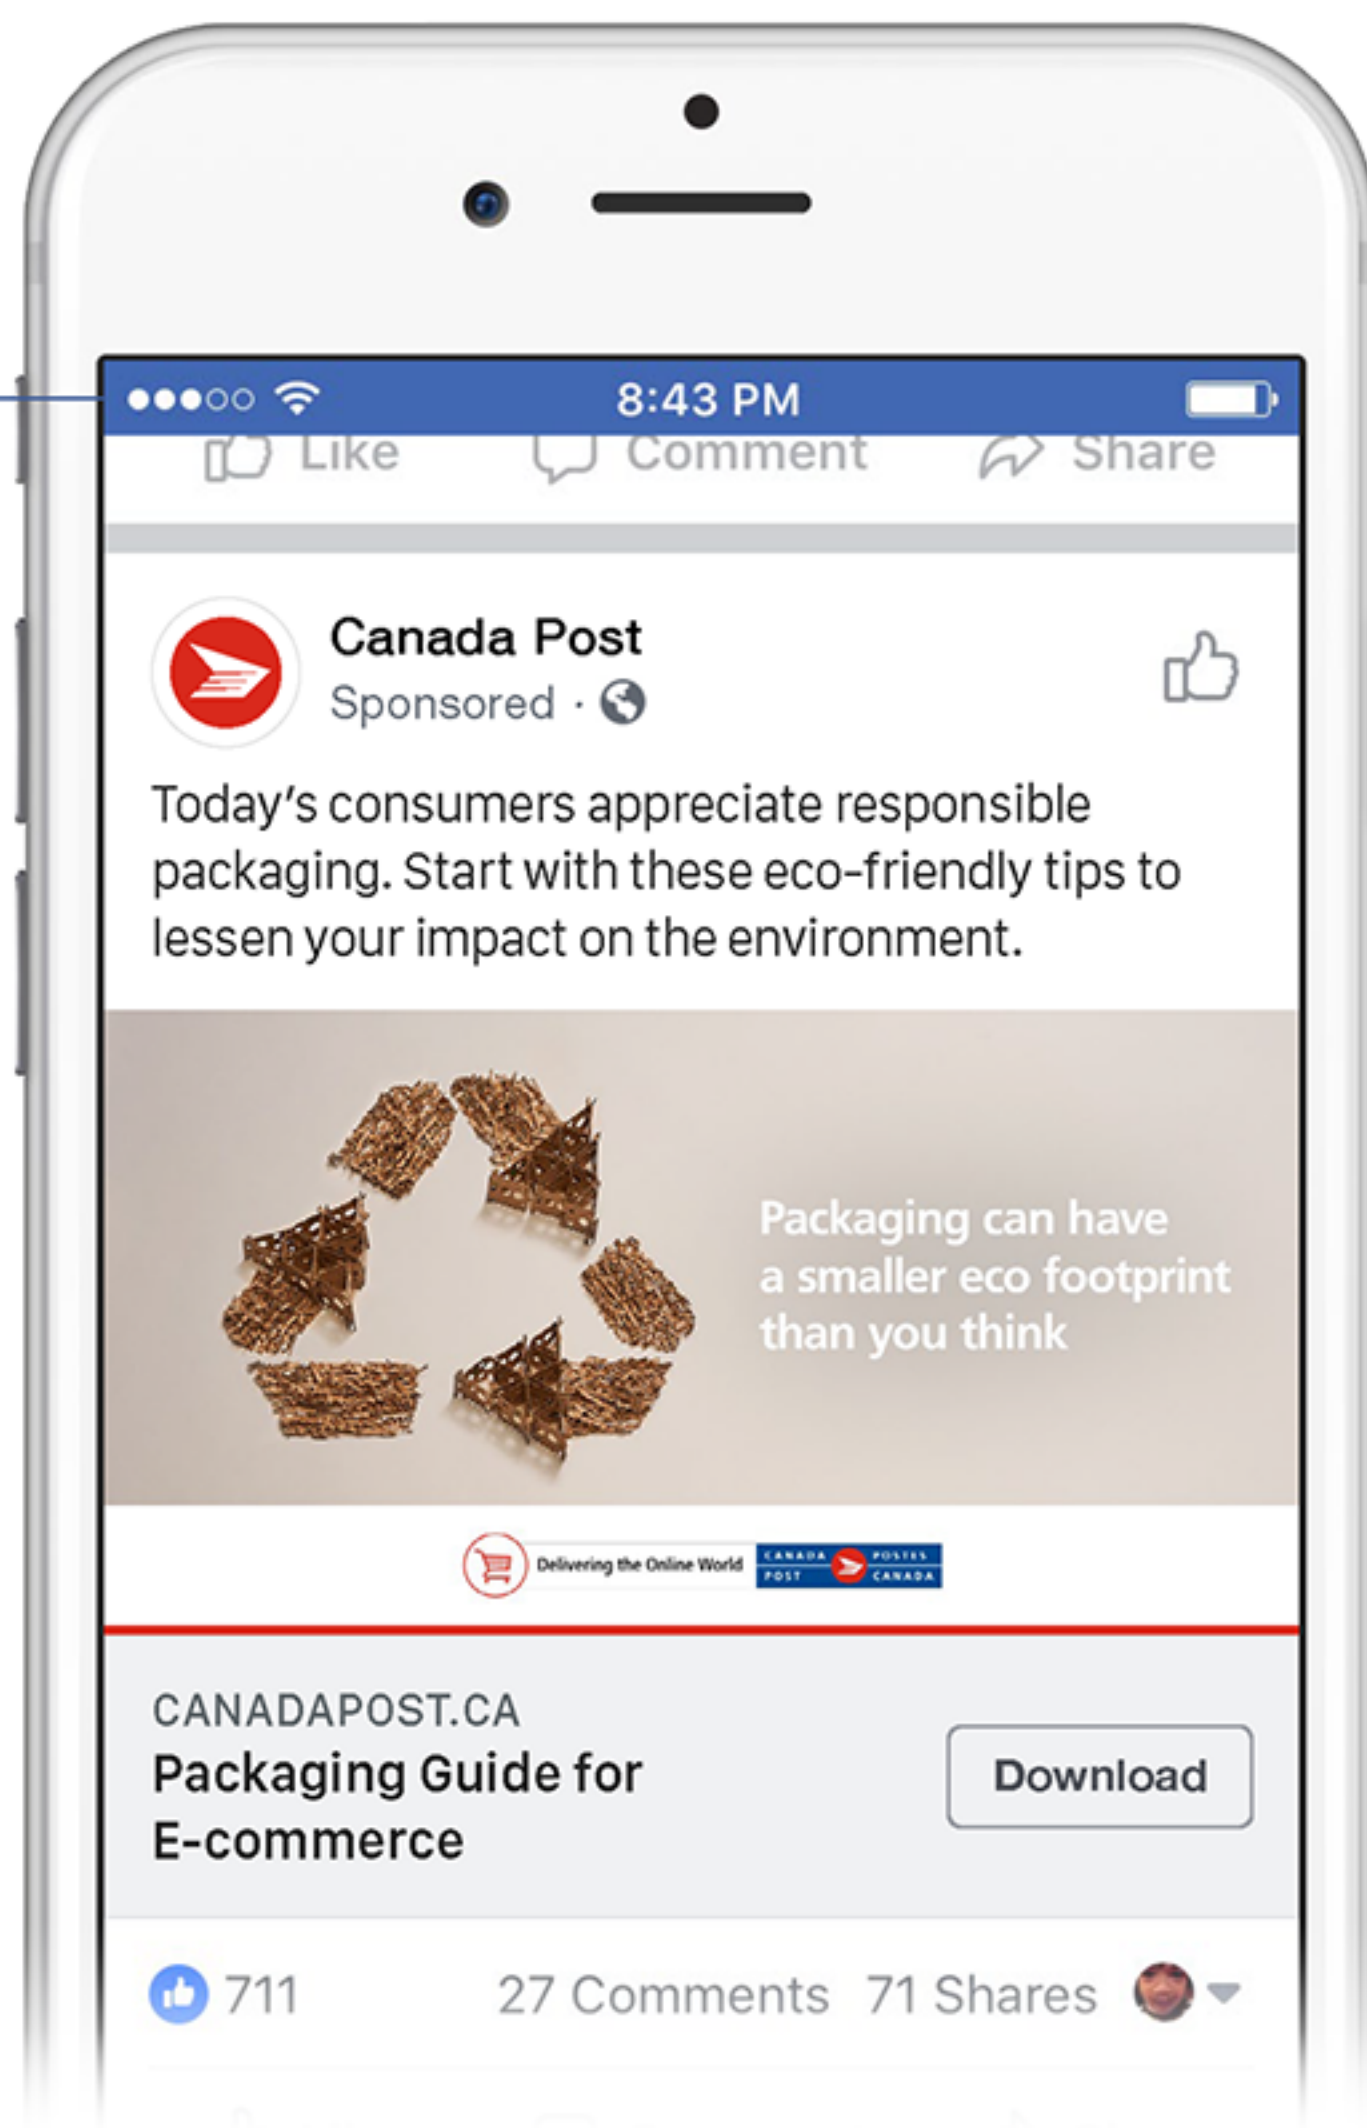 8:43 PM
Like Comment Share
Canada Post
Sponsored ·
Today's consumers appreciate responsible
packaging. Start with these eco-friendly tips to
lessen your impact on the environment.
Packaging can have
a smaller eco footprint
than you think
Delivering the Online World
CANADA POST
POSTES CANADA
CANADAPOST.CA
Packaging Guide for
E-commerce
Download
711 27 Comments 71 Shares